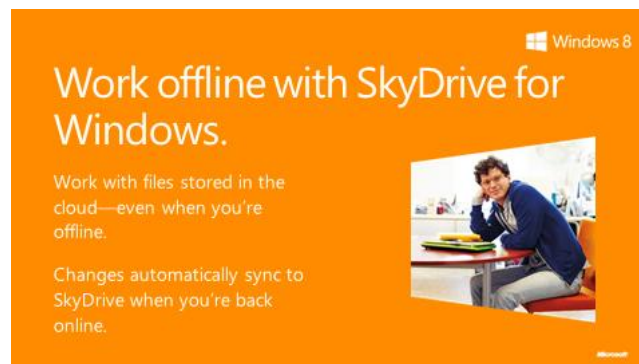 Windows 8
Work offline with SkyDrive for
Windows.
Work with files stored in the
cloud—even when you're
offline.
Changes automatically sync to
SkyDrive when you're back
online.
Microsoft